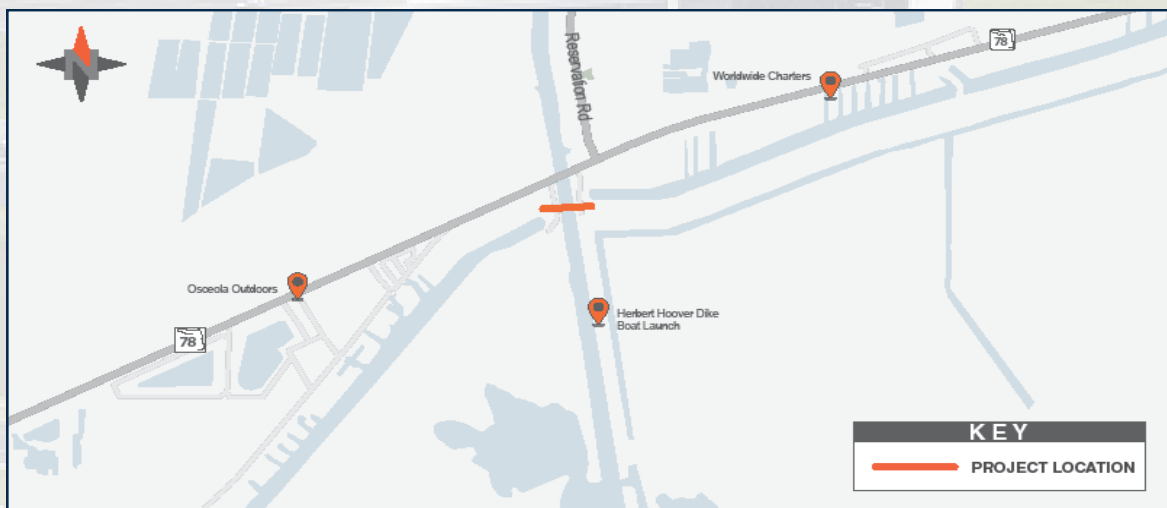 N
Reservation Rd
78
Worldwide Charters
Osceola Outdoors
78
Herbert Hoover Dike
Boat Launch
KEY
PROJECT LOCATION